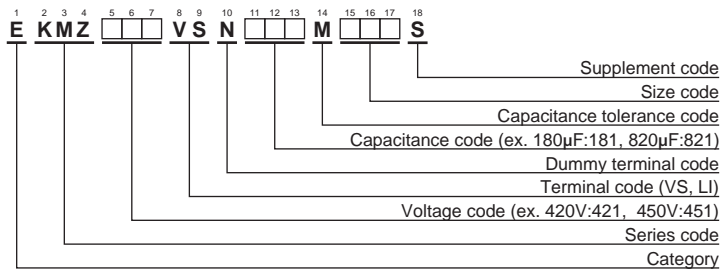 1 2 3 4 5 6 7 8 9 10 11 12 13 14 15 16 17 18
E KMZ VS N M S
Supplement code
Size code
Capacitance tolerance code
Capacitance code (ex. 180μF:181, 820μF:821)
Dummy terminal code
Terminal code (VS, LI)
Voltage code (ex. 420V:421, 450V:451)
Series code
Category